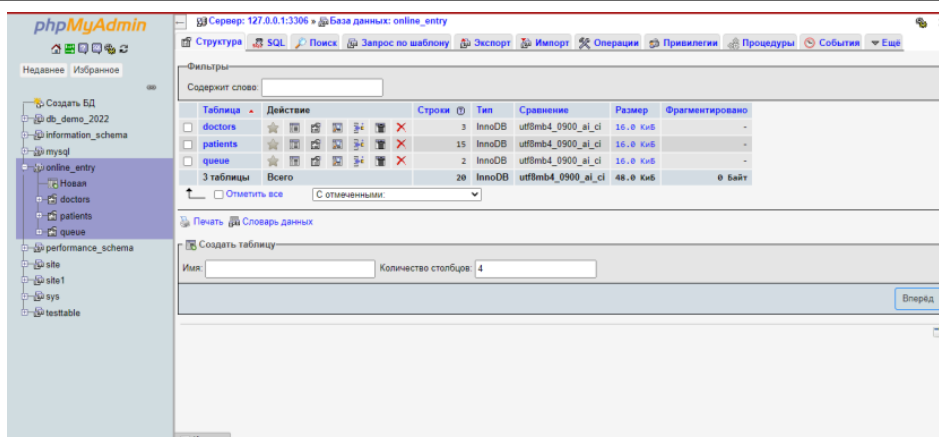 phpMyAdmin
Недавнее Избранное
Создать БД
db_demo_2022
information_schema
mysql
online_entry
Новая
doctors
patients
queue
performance_schema
site
site1
sys
testtable
Сервер: 127.0.0.1:3306 » База данных: online_entry
Структура SQL Поиск Запрос по шаблону Экспорт Импорт Операции Привилегии Процедуры События Ещё
Фильтры
Содержит слово:
Таблица Действие Строки Тип Сравнение Размер Фрагментировано
doctors 3 InnoDB utf8mb4_0900_ai_ci 16.0 КиБ -
patients 15 InnoDB utf8mb4_0900_ai_ci 16.0 КиБ -
queue 2 InnoDB utf8mb4_0900_ai_ci 16.0 КиБ -
3 таблицы Всего 20 InnoDB utf8mb4_0900_ai_ci 48.0 КиБ 0 Байт
Отметить все С отмеченными:
Печать Словарь данных
Создать таблицу
Имя: Количество столбцов: 4
Вперёд